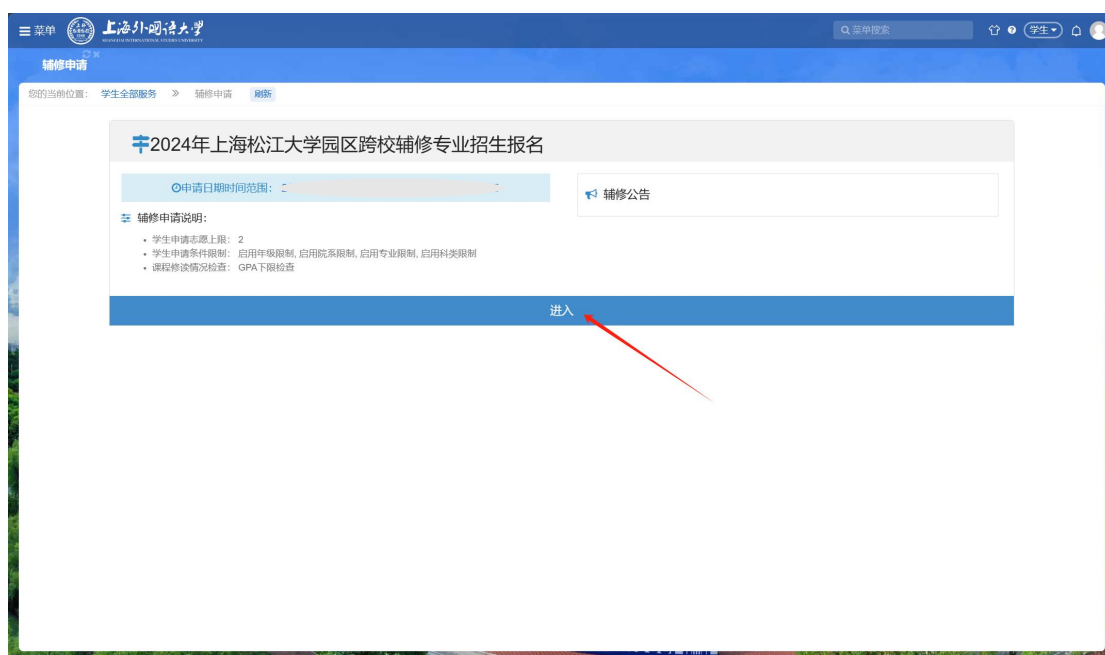 菜单 上海外国语大学 菜单搜索 学生
SHANGHAI INTERNATIONAL STUDIES UNIVERSITY
辅修申请
您的当前位置： 学生全部服务 » 辅修申请 刷新
2024年上海松江大学园区跨校辅修专业招生报名
申请日期时间范围：
辅修公告
辅修申请说明：
• 学生申请志愿上限： 2
• 学生申请条件限制： 启用年级限制, 启用院系限制, 启用专业限制, 启用科类限制
• 课程修读情况检查： GPA下限检查
进入